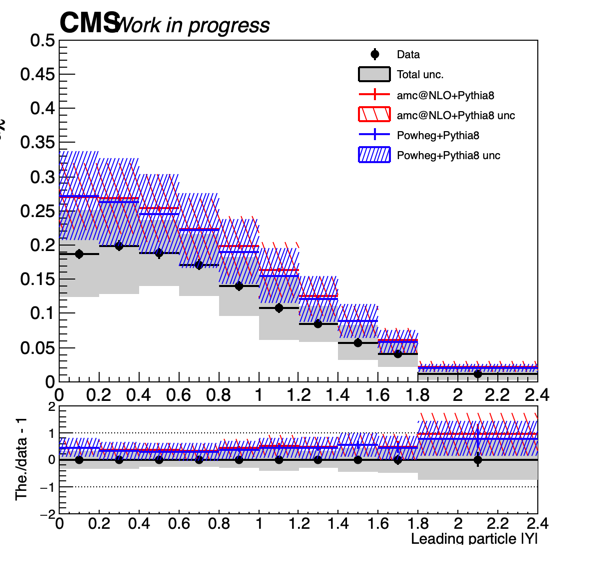 CMS Work in progress
0.5
0.45
0.4
0.35
0.3
0.25
0.2
0.15
0.1
0.05
0
Data
Total unc.
amc@NLO+Pythia8
amc@NLO+Pythia8 unc
Powheg+Pythia8
Powheg+Pythia8 unc
0 0.2 0.4 0.6 0.8 1 1.2 1.4 1.6 1.8 2 2.2 2.4
The./data - 1
2
1
0
−1
−2
0 0.2 0.4 0.6 0.8 1 1.2 1.4 1.6 1.8 2 2.2 2.4
Leading particle |Y|